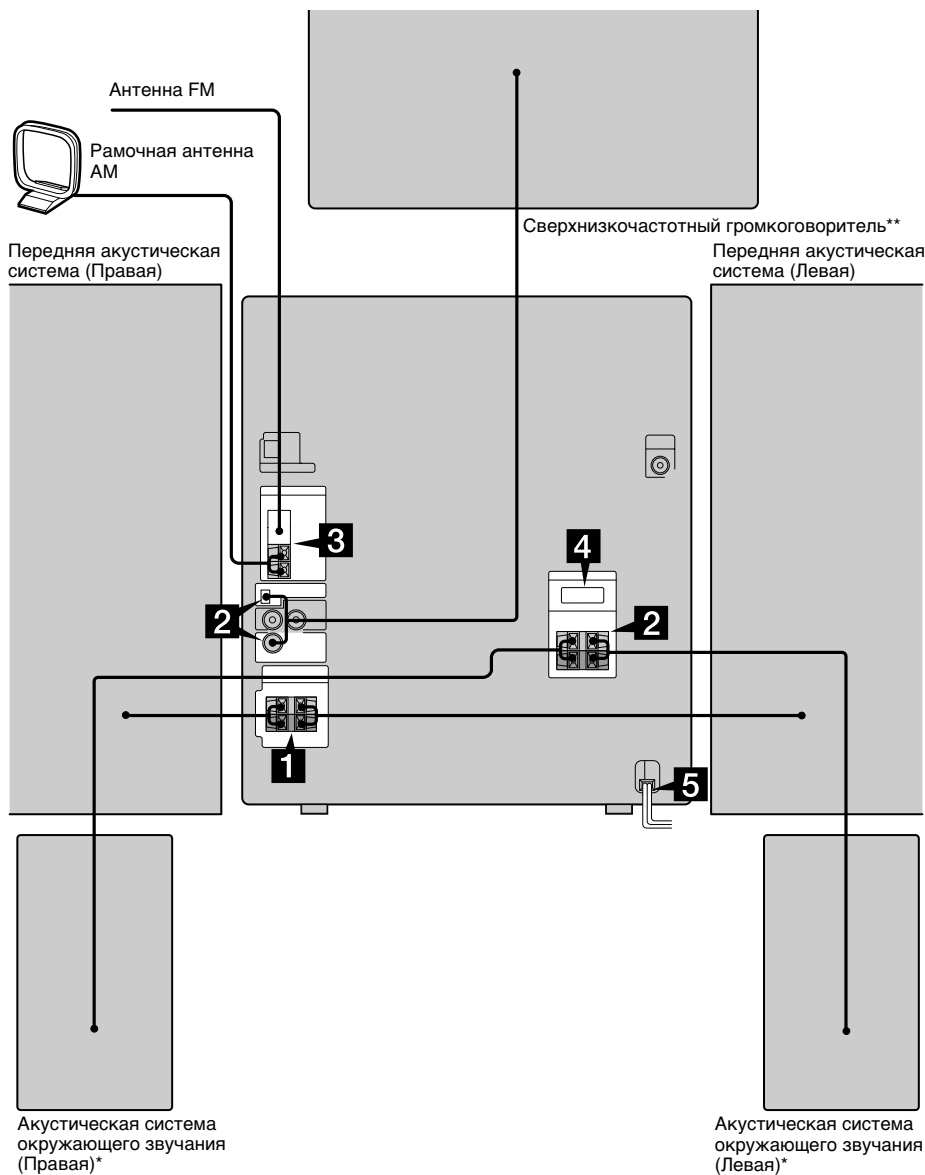 Антенна FM
Рамочная антенна
AM
Сверхнизкочастотный громкоговоритель**
Передняя акустическая
система (Правая)
Передняя акустическая
система (Левая)
3
4
2
2
1
5
Акустическая система
окружающего звучания
(Правая)*
Акустическая система
окружающего звучания
(Левая)*